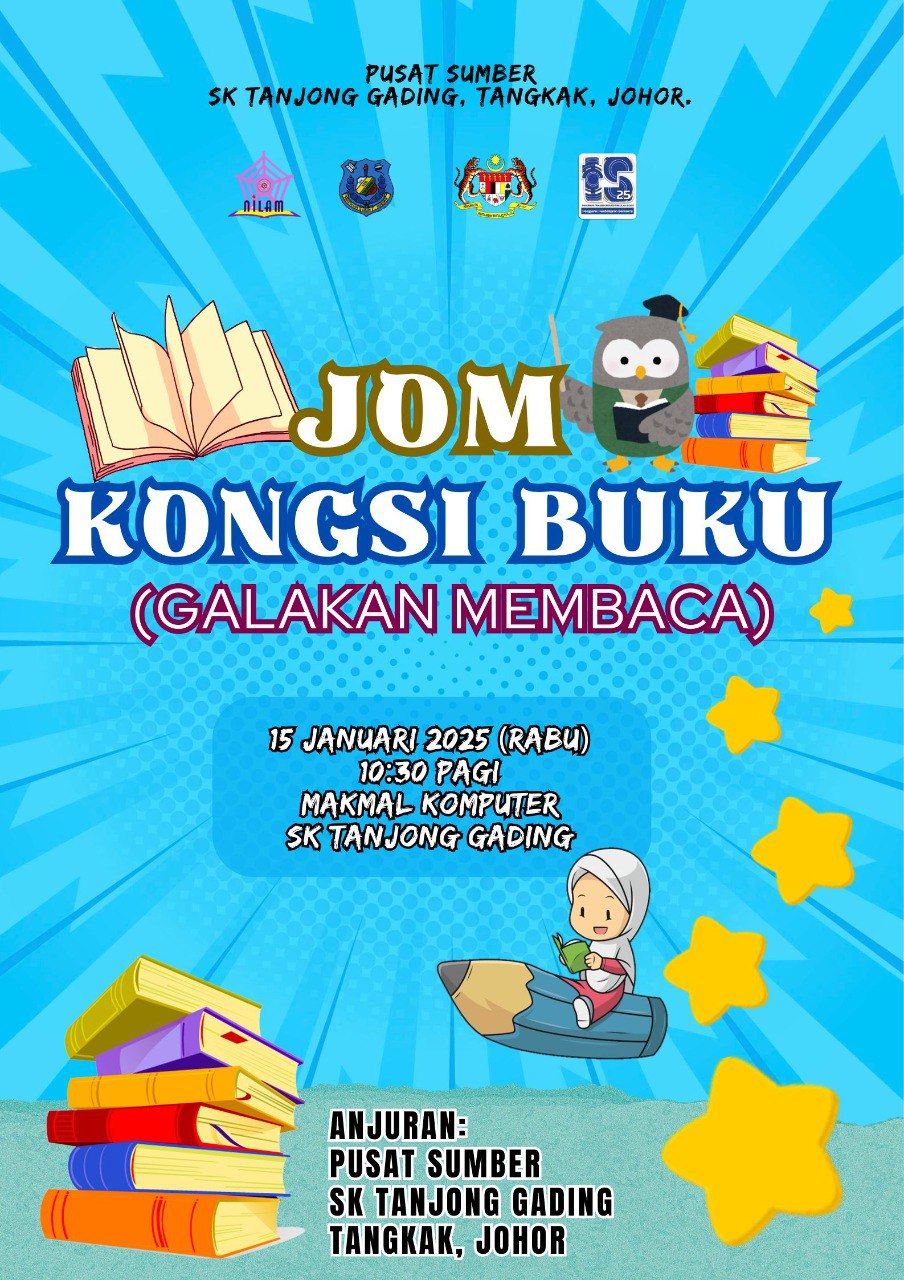 PUSAT SUMBER
SK TANJONG GADING, TANGKAK, JOHOR.
NILAM
25
JOM
KONGSI BUKU
(GALAKAN MEMBACA)
15 JANUARI 2025 (RABU)
10:30 PAGI
MAKMAL KOMPUTER
SK TANJONG GADING
ANJURAN:
PUSAT SUMBER
SK TANJONG GADING
TANGKAK, JOHOR